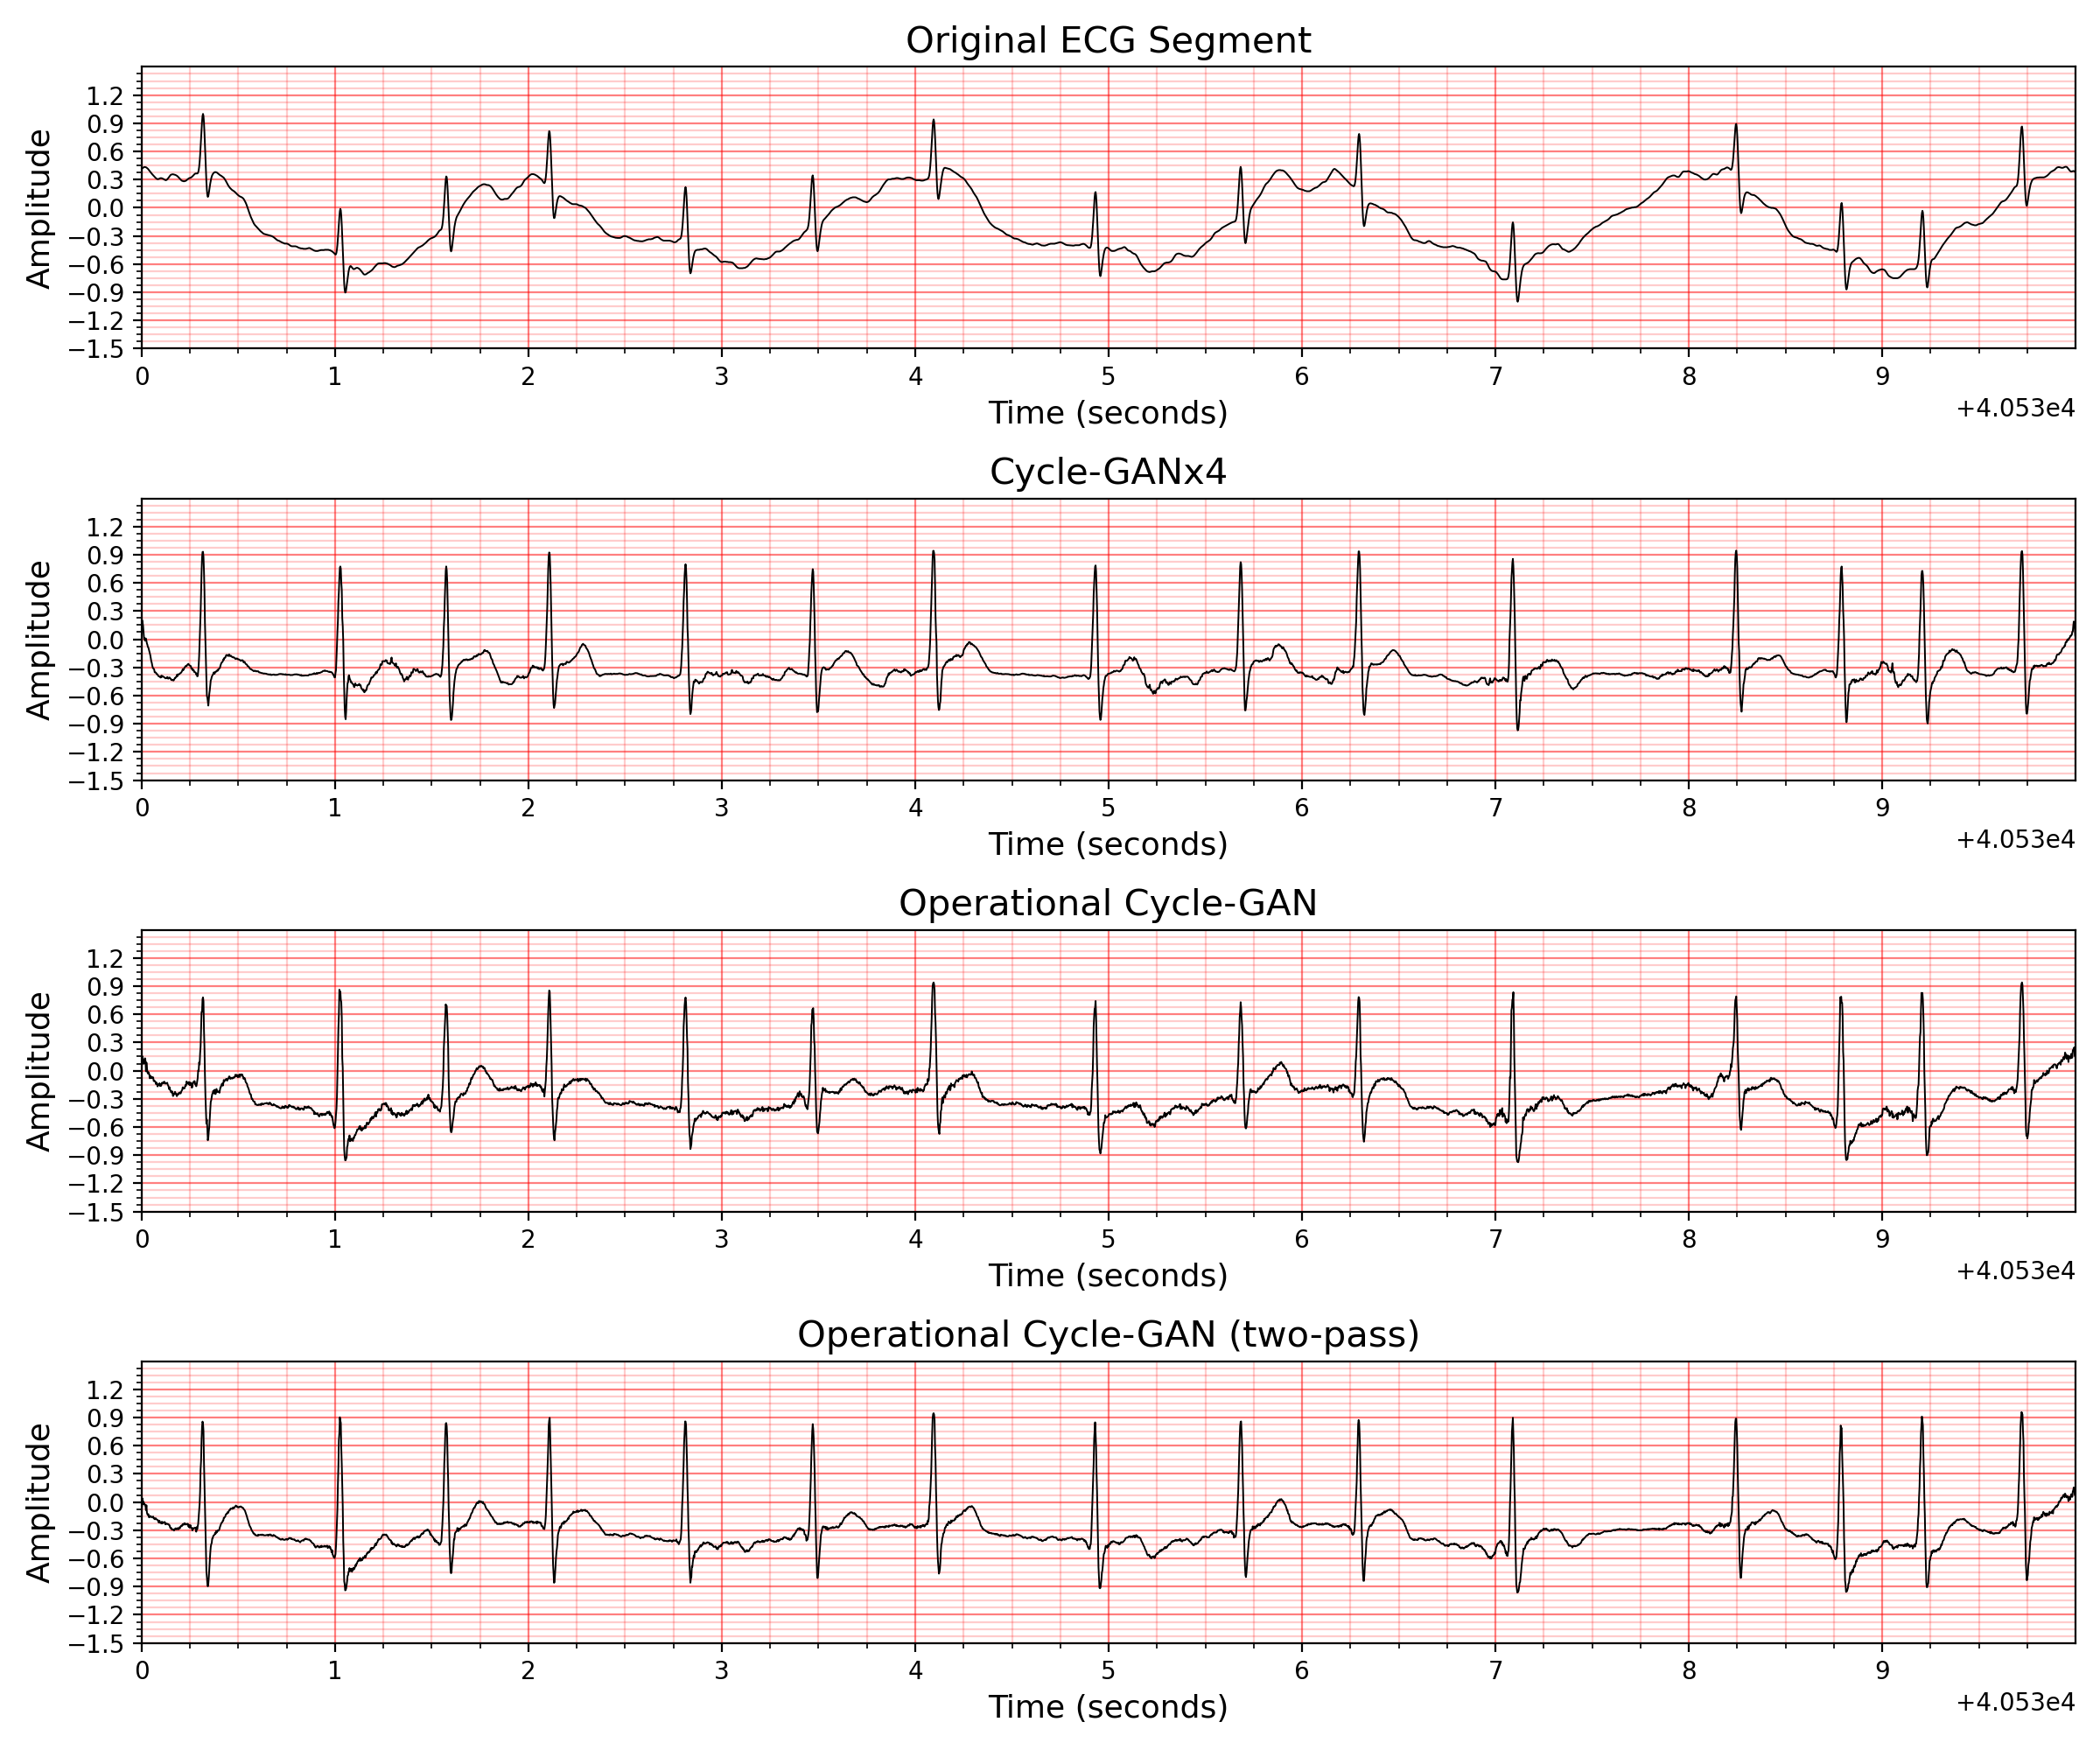 Original ECG Segment
Amplitude
1.2
0.9
0.6
0.3
0.0
−0.3
−0.6
−0.9
−1.2
−1.5
0 1 2 3 4 5 6 7 8 9
Time (seconds)
+4.053e4
Cycle-GANx4
Amplitude
1.2
0.9
0.6
0.3
0.0
−0.3
−0.6
−0.9
−1.2
−1.5
0 1 2 3 4 5 6 7 8 9
Time (seconds)
+4.053e4
Operational Cycle-GAN
Amplitude
1.2
0.9
0.6
0.3
0.0
−0.3
−0.6
−0.9
−1.2
−1.5
0 1 2 3 4 5 6 7 8 9
Time (seconds)
+4.053e4
Operational Cycle-GAN (two-pass)
Amplitude
1.2
0.9
0.6
0.3
0.0
−0.3
−0.6
−0.9
−1.2
−1.5
0 1 2 3 4 5 6 7 8 9
Time (seconds)
+4.053e4